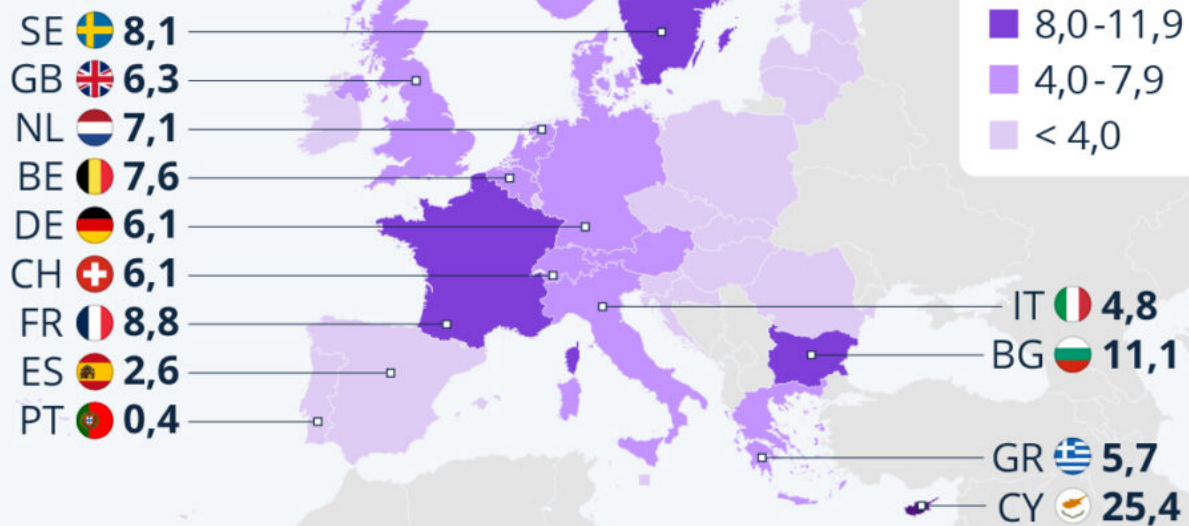 SE 8,1
GB 6,3
NL 7,1
BE 7,6
DE 6,1
CH 6,1
FR 8,8
ES 2,6
PT 0,4
8,0-11,9
4,0-7,9
< 4,0
IT 4,8
BG 11,1
GR 5,7
CY 25,4